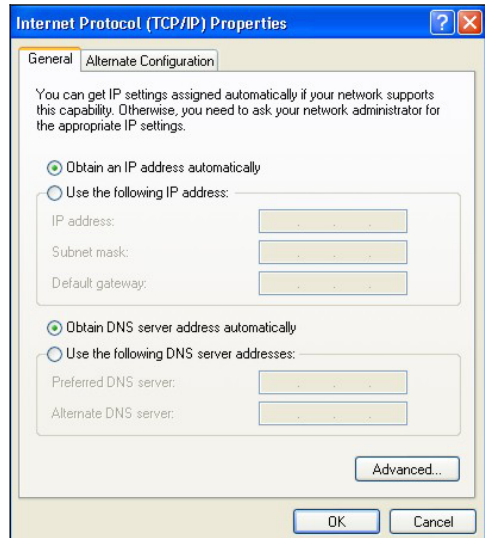 Internet Protocol (TCP/IP) Properties
General
Alternate Configuration
You can get IP settings assigned automatically if your network supports
this capability. Otherwise, you need to ask your network administrator for
the appropriate IP settings.
Obtain an IP address automatically
Use the following IP address:
IP address:
Subnet mask:
Default gateway:
Obtain DNS server address automatically
Use the following DNS server addresses:
Preferred DNS server:
Alternate DNS server:
Advanced...
OK
Cancel